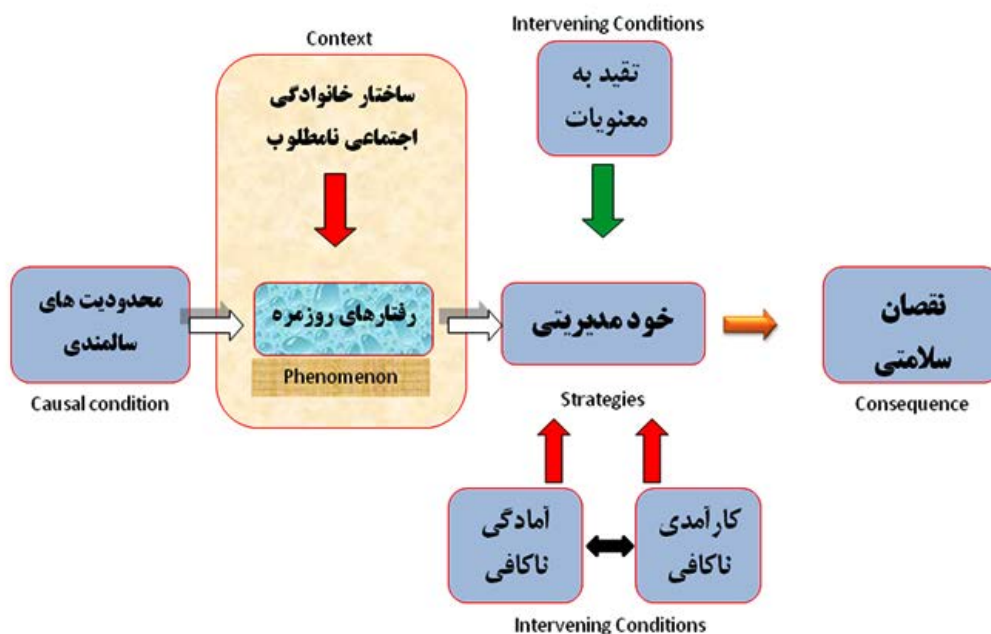 Context
Intervening Conditions
ساختار خانوادگی
اجتماعی نامطلوب
تقید به
معنویات
محدودیت های
سالمندی
Causal condition
رفتارهای روزمره
Phenomenon
خود مدیریتی
Strategies
نقصان
سلامتی
Consequence
آمادگی
ناکافی
کارآمدی
ناکافی
Intervening Conditions